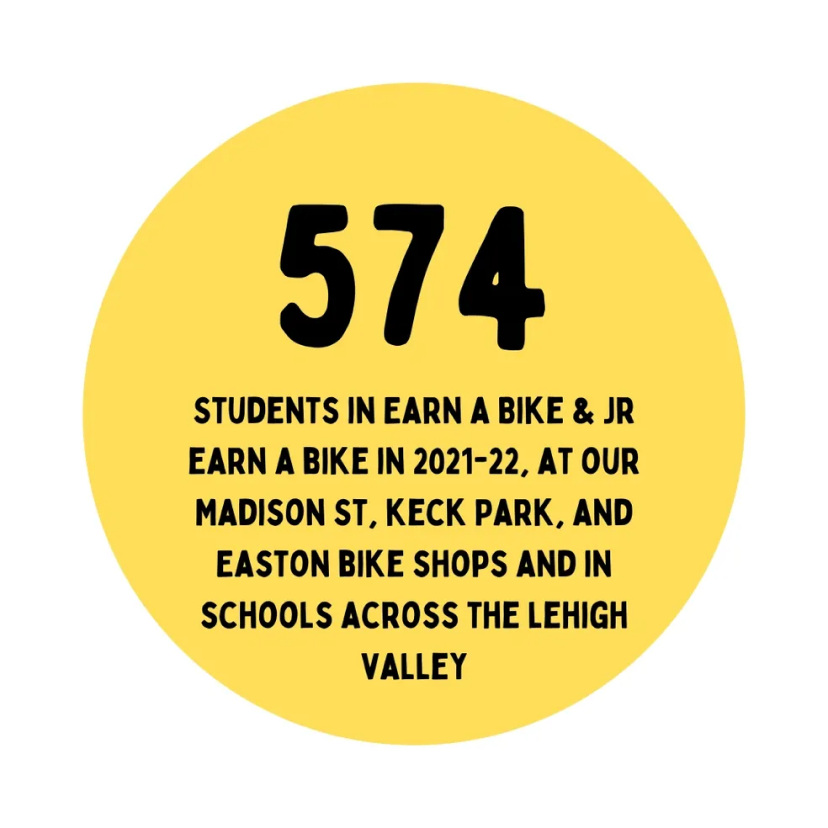 574
STUDENTS IN EARN A BIKE & JR
EARN A BIKE IN 2021-22, AT OUR
MADISON ST, KECK PARK, AND
EASTON BIKE SHOPS AND IN
SCHOOLS ACROSS THE LEHIGH
VALLEY